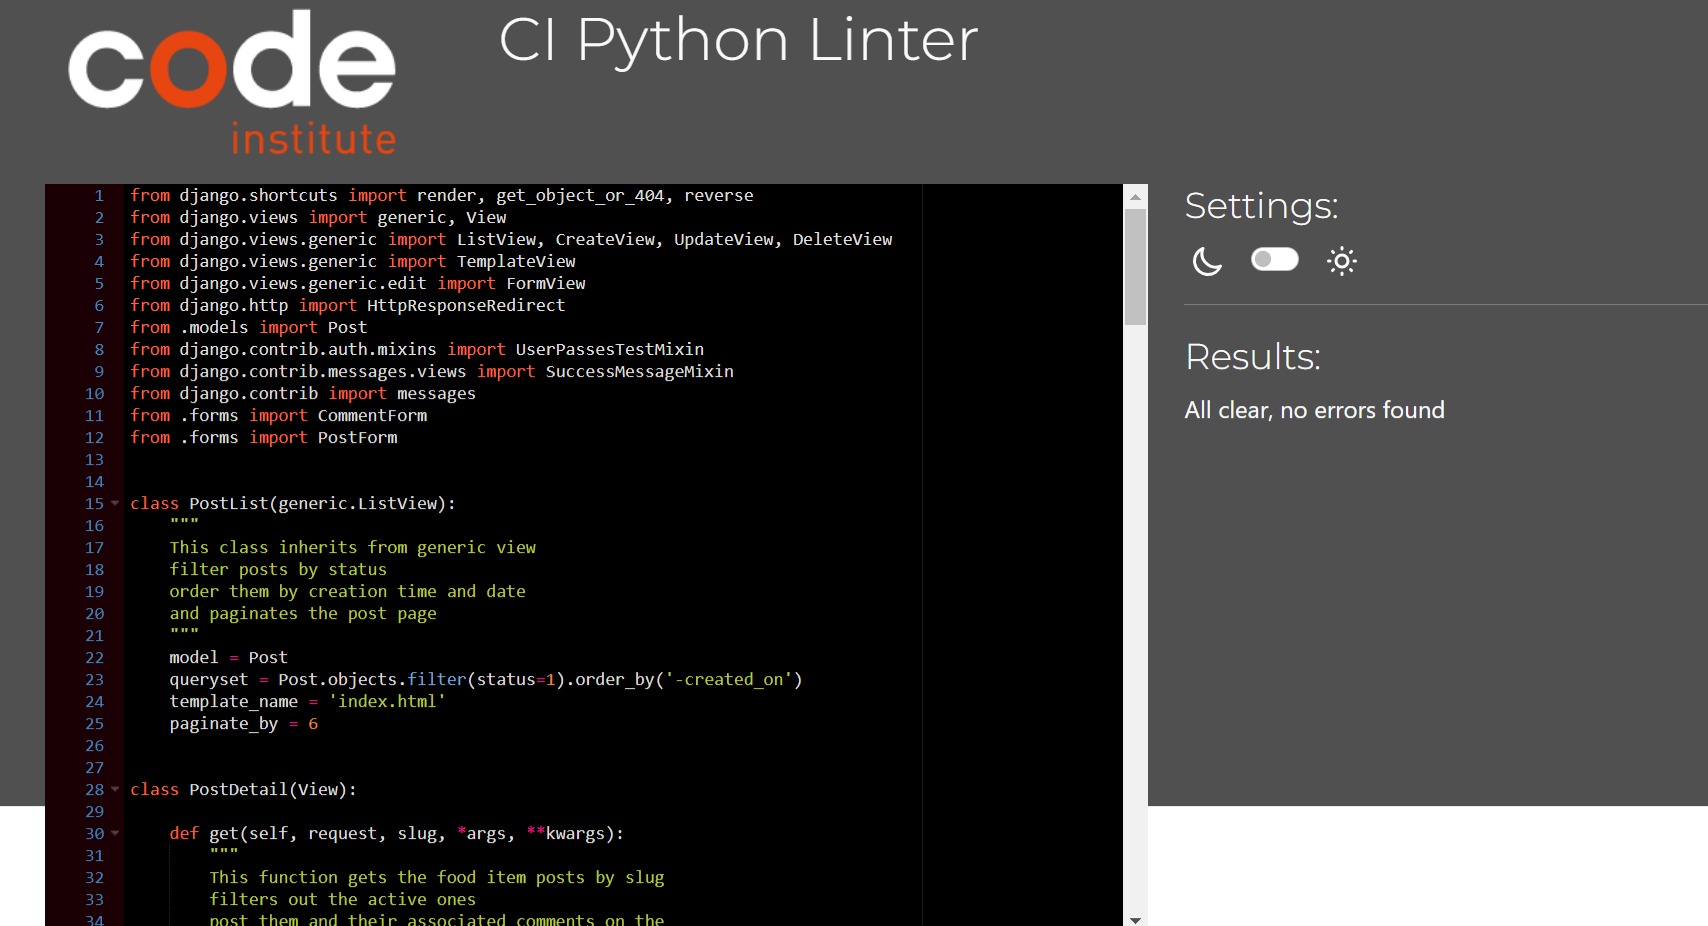 code
institute
CI Python Linter
1 from django.shortcuts import render, get_object_or_404, reverse
2 from django.views import generic, View
3 from django.views.generic import ListView, CreateView, UpdateView, DeleteView
4 from django.views.generic import TemplateView
5 from django.views.generic.edit import FormView
6 from django.http import HttpResponseRedirect
7 from .models import Post
8 from django.contrib.auth.mixins import UserPassesTestMixin
9 from django.contrib.messages.views import SuccessMessageMixin
10 from django.contrib import messages
11 from .forms import CommentForm
12 from .forms import PostForm
13
14
15 class PostList(generic.ListView):
16 """
17 This class inherits from generic view
18 filter posts by status
19 order them by creation time and date
20 and paginates the post page
21 """
22 model = Post
23 queryset = Post.objects.filter(status=1).order_by('-created_on')
24 template_name = 'index.html'
25 paginate_by = 6
26
27
28 class PostDetail(View):
29
30 def get(self, request, slug, *args, **kwargs):
31 """
32 This function gets the food item posts by slug
33 filters out the active ones
34 post them and their associated comments on the
Settings:
Results:
All clear, no errors found